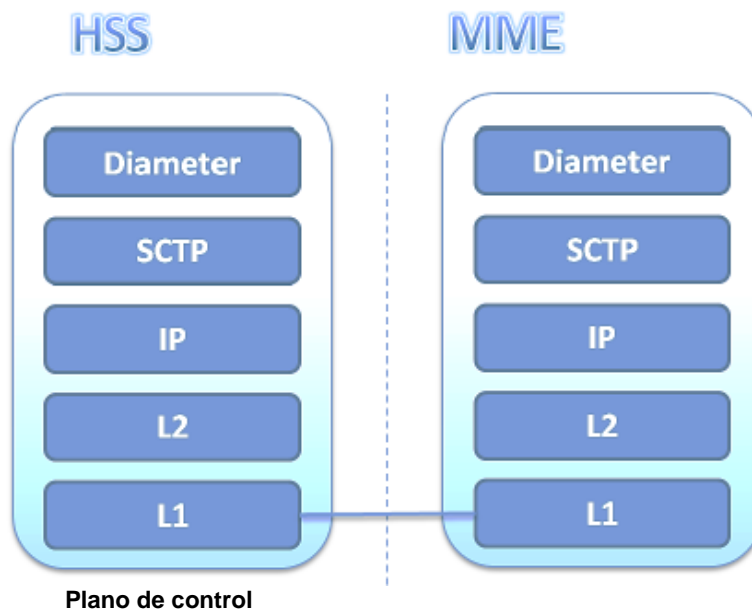 HSS MME
Diameter Diameter
SCTP SCTP
IP IP
L2 L2
L1 L1
Plano de control